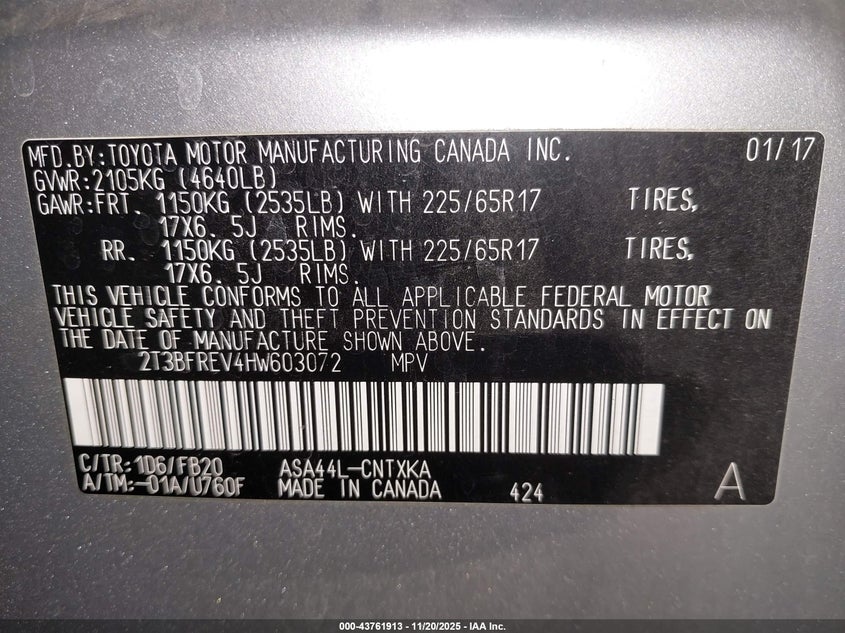 MFD.BY:TOYOTA MOTOR MANUFACTURING CANADA INC. 01/17
GVWR:2105KG (4640LB)
GAWR:FRT. 1150KG (2535LB) WITH 225/65R17 TIRES,
17X6. 5J RIMS.
RR. 1150KG (2535LB) WITH 225/65R17 TIRES,
17X6. 5J RIMS.
THIS VEHICLE CONFORMS TO ALL APPLICABLE FEDERAL MOTOR
VEHICLE SAFETY AND THEFT PREVENTION STANDARDS IN EFFECT ON
THE DATE OF MANUFACTURE SHOWN ABOVE.
2T3BFREV4HW603072 MPV
C/TR:1D6/FB20 ASA44L-CNTXKA
A/TM:-01A/U760F MADE IN CANADA 424 A
000-43761913 - 11/20/2025 - IAA Inc.